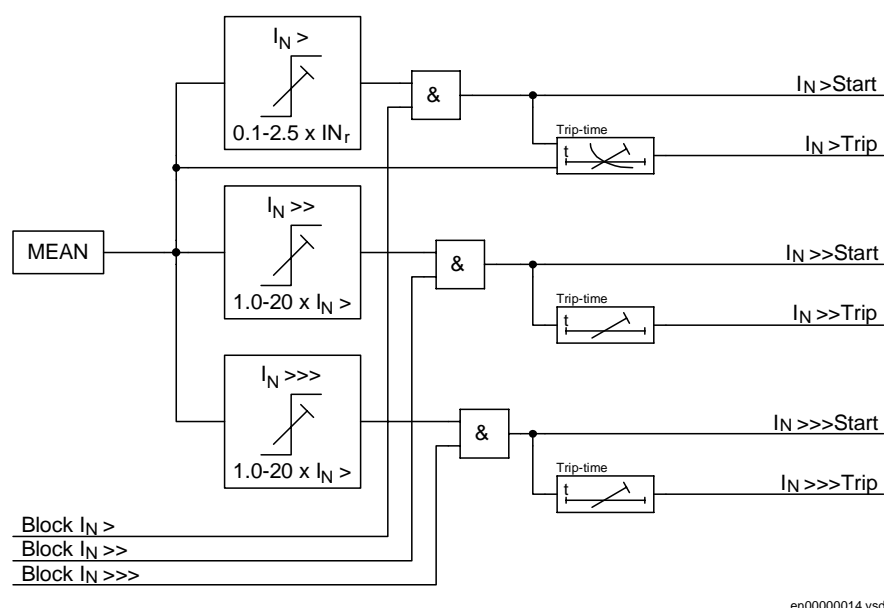 I_N >
0.1-2.5 x IN_r
&
I_N >Start
Trip-time
t
I_N >Trip
MEAN
I_N >>
1.0-20 x I_N >
&
I_N >>Start
Trip-time
t
I_N >>Trip
I_N >>>
1.0-20 x I_N >
&
I_N >>>Start
Trip-time
t
I_N >>>Trip
Block I_N >
Block I_N >>
Block I_N >>>
en00000014.vsd